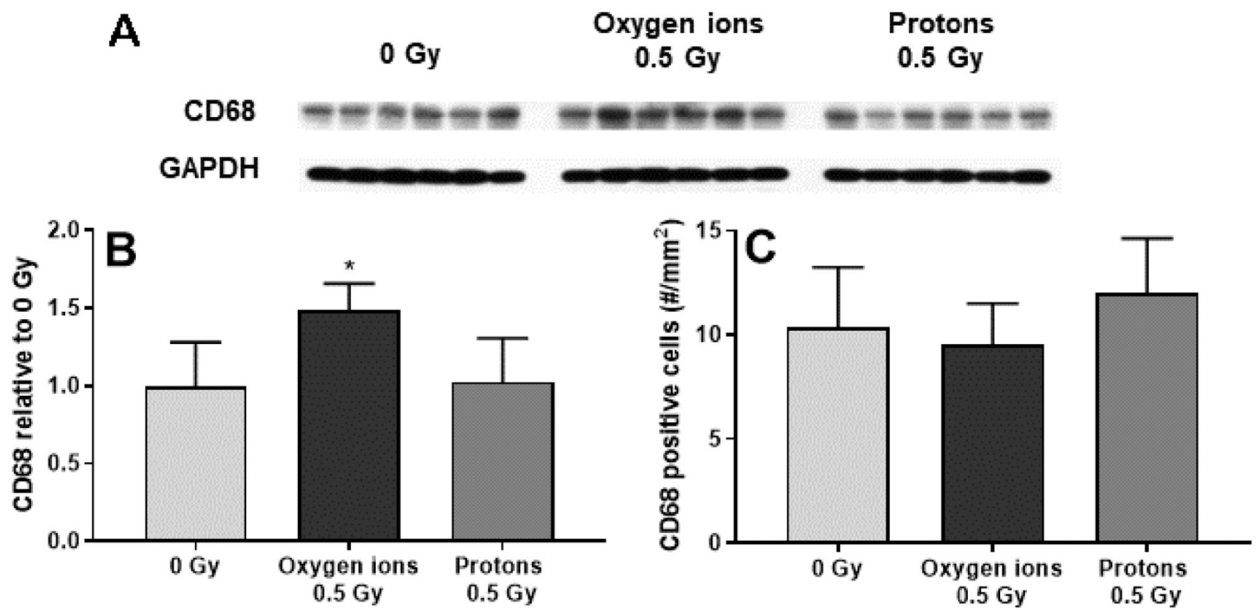 A
0 Gy
Oxygen ions
0.5 Gy
Protons
0.5 Gy
CD68
GAPDH
B
CD68 relative to 0 Gy
2.0
1.5
1.0
0.5
0.0
*
0 Gy
Oxygen ions
0.5 Gy
Protons
0.5 Gy
C
CD68 positive cells (#/mm²)
15
10
5
0
0 Gy
Oxygen ions
0.5 Gy
Protons
0.5 Gy